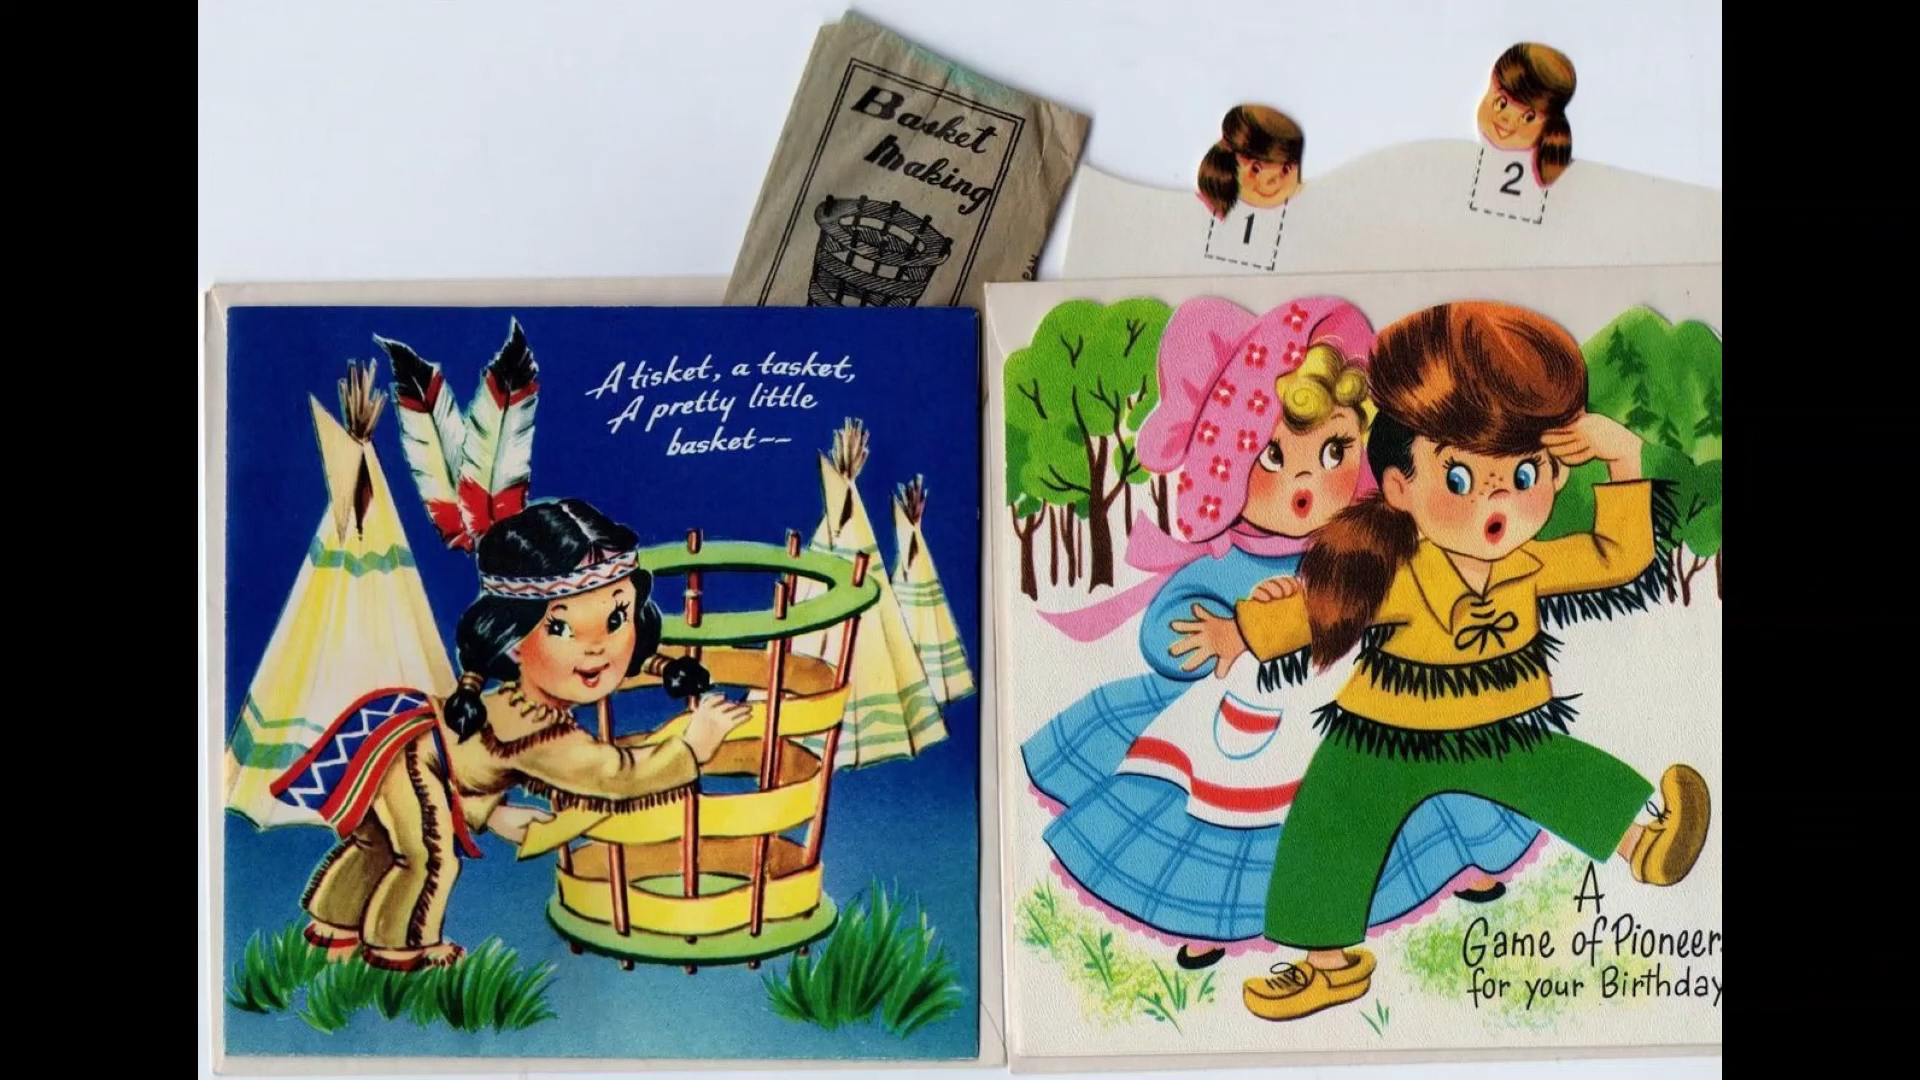 Basket
Making
1
2
A tisket, a tasket,
A pretty little
basket--
A
Game of Pioneer
for your Birthday